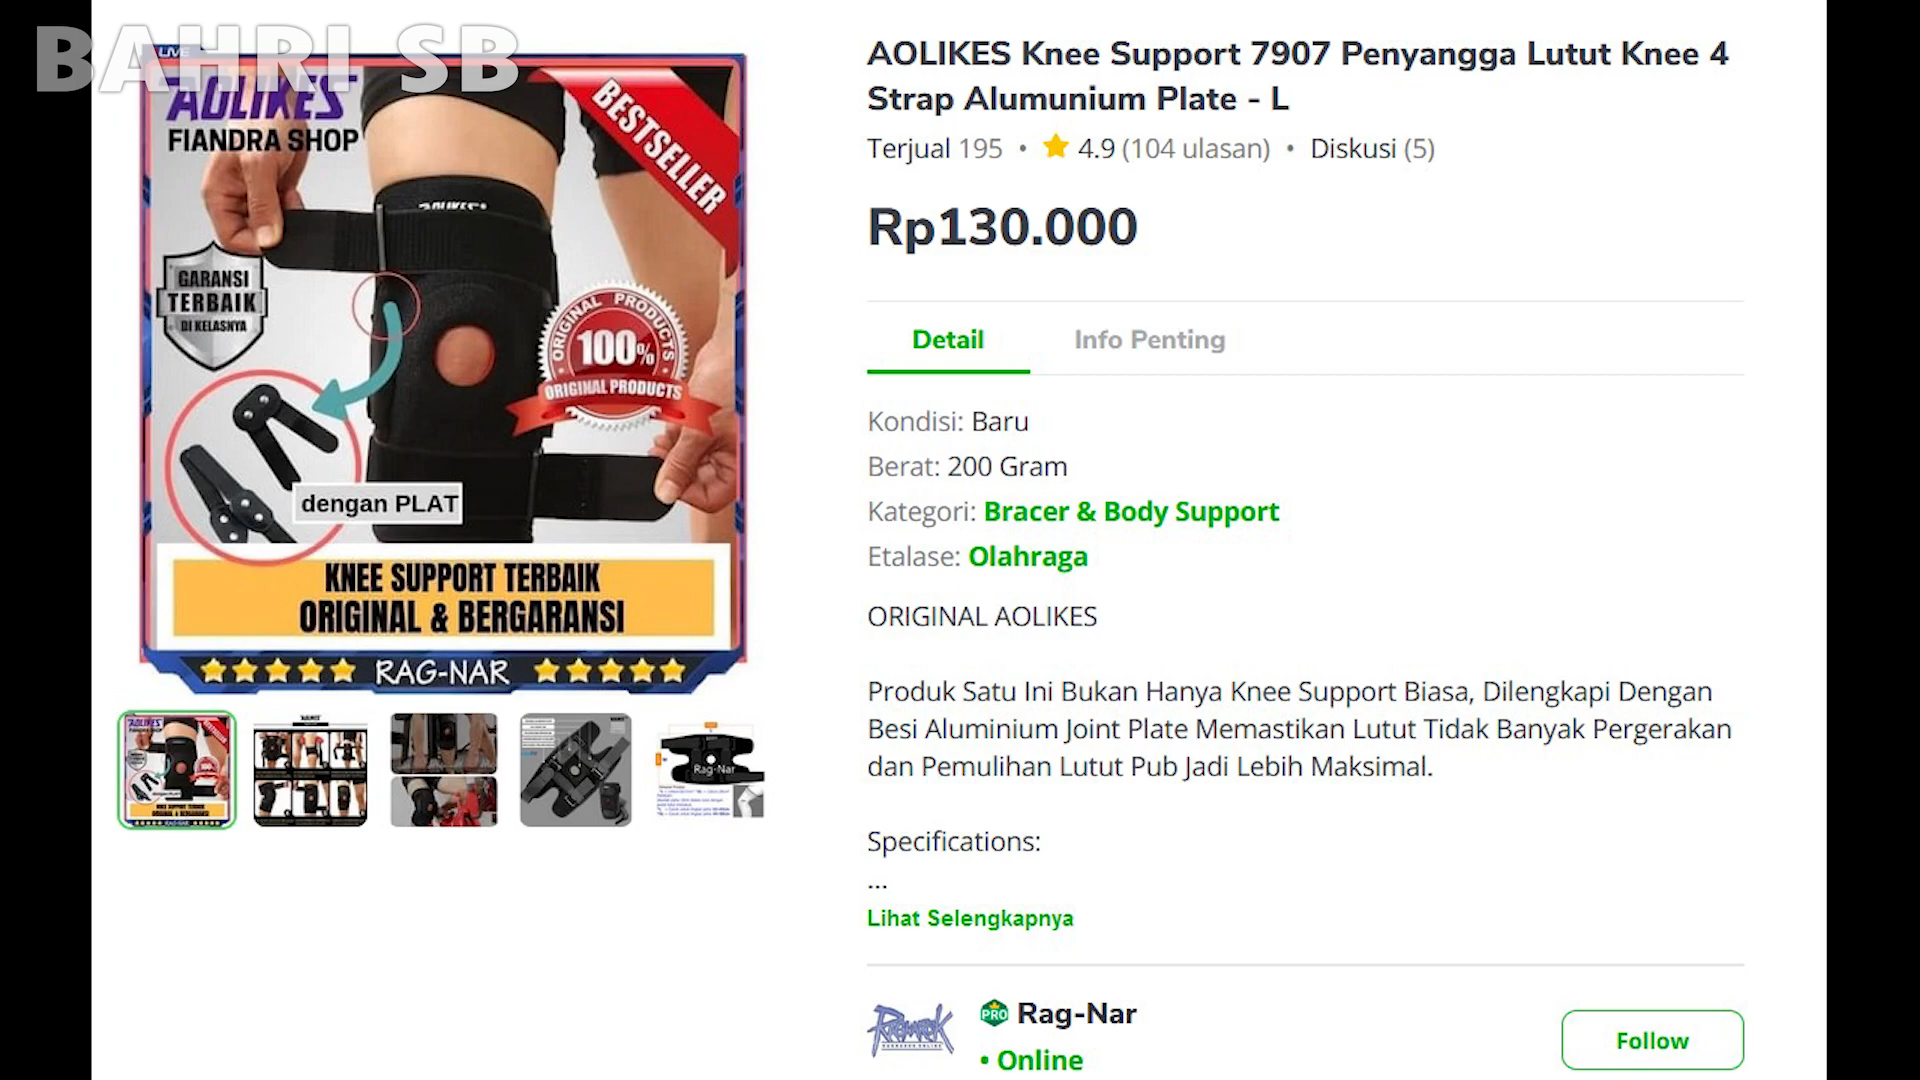 BAHRI SB
LIVE
AOLIKES
FIANDRA SHOP
BESTSELLER
AOLIKES
GARANSI
TERBAIK
DI KELASNYA
ORIGINAL PRODUCTS
100%
ORIGINAL PRODUCTS
dengan PLAT
KNEE SUPPORT TERBAIK
ORIGINAL & BERGARANSI
RAG-NAR
Rag-Nar
AOLIKES Knee Support 7907 Penyangga Lutut Knee 4
Strap Alumunium Plate - L
Terjual 195 • 4.9 (104 ulasan) • Diskusi (5)
Rp130.000
Detail Info Penting
Kondisi: Baru
Berat: 200 Gram
Kategori: Bracer & Body Support
Etalase: Olahraga
ORIGINAL AOLIKES
Produk Satu Ini Bukan Hanya Knee Support Biasa, Dilengkapi Dengan
Besi Aluminium Joint Plate Memastikan Lutut Tidak Banyak Pergerakan
dan Pemulihan Lutut Pub Jadi Lebih Maksimal.
Specifications:
...
Lihat Selengkapnya
RAGNAROK
PRO Rag-Nar
• Online
Follow